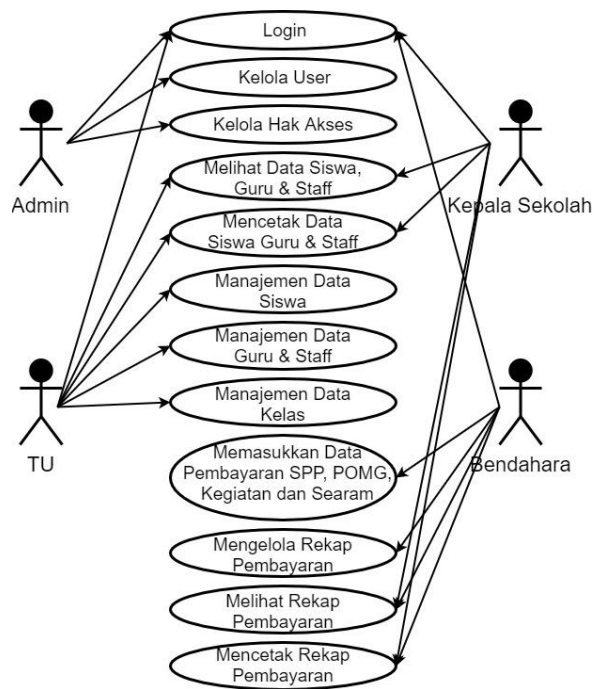 Login
Kelola User
Kelola Hak Akses
Admin
Melihat Data Siswa,
Guru & Staff
Kepala Sekolah
Mencetak Data
Siswa Guru & Staff
Manajemen Data
Siswa
Manajemen Data
Guru & Staff
Manajemen Data
Kelas
TU
Memasukkan Data
Pembayaran SPP, POMG,
Kegiatan dan Searam
Bendahara
Mengelola Rekap
Pembayaran
Melihat Rekap
Pembayaran
Mencetak Rekap
Pembayaran